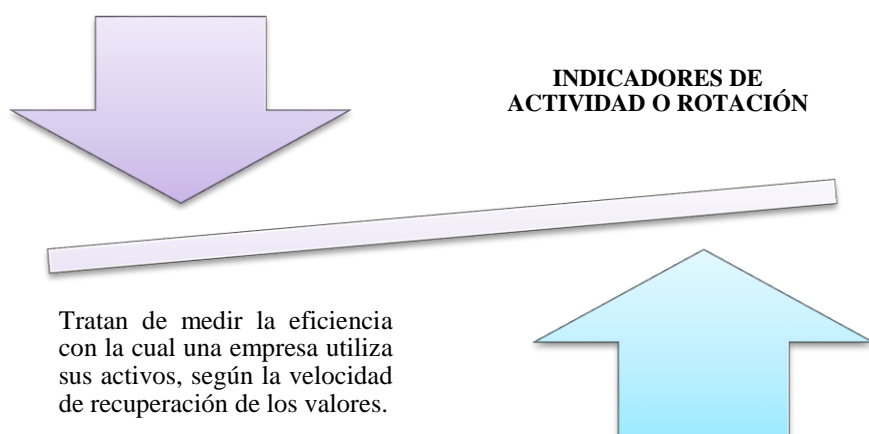 INDICADORES DE
ACTIVIDAD O ROTACIÓN
Tratan de medir la eficiencia
con la cual una empresa utiliza
sus activos, según la velocidad
de recuperación de los valores.